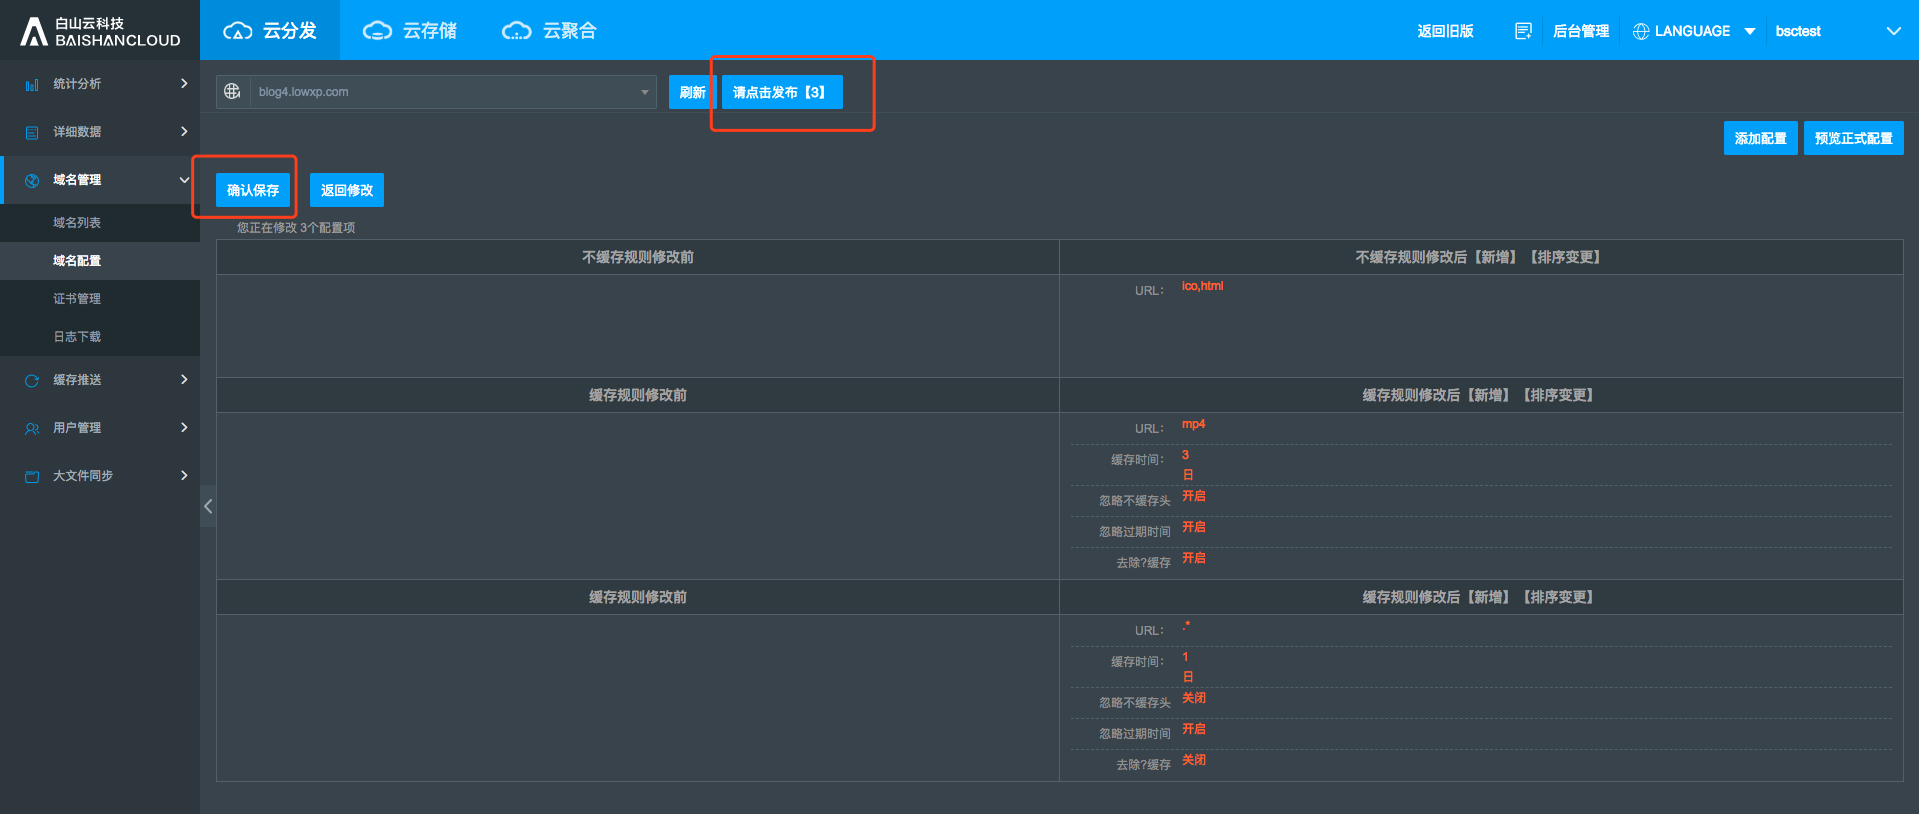 白山云科技
BAISHANCLOUD
云分发
云存储
云聚合
返回旧版
后台管理
LANGUAGE
bsctest
统计分析
详细数据
域名管理
域名列表
域名配置
证书管理
日志下载
缓存推送
用户管理
大文件同步
blog4.lowxp.com
刷新
请点击发布【3】
添加配置
预览正式配置
确认保存
返回修改
您正在修改 3个配置项
不缓存规则修改前
不缓存规则修改后【新增】【排序变更】
URL： ico,html
缓存规则修改前
缓存规则修改后【新增】【排序变更】
URL： mp4
缓存时间： 3
日
忽略不缓存头 开启
忽略过期时间 开启
去除?缓存 开启
缓存规则修改前
缓存规则修改后【新增】【排序变更】
URL： .*
缓存时间： 1
日
忽略不缓存头 关闭
忽略过期时间 开启
去除?缓存 关闭